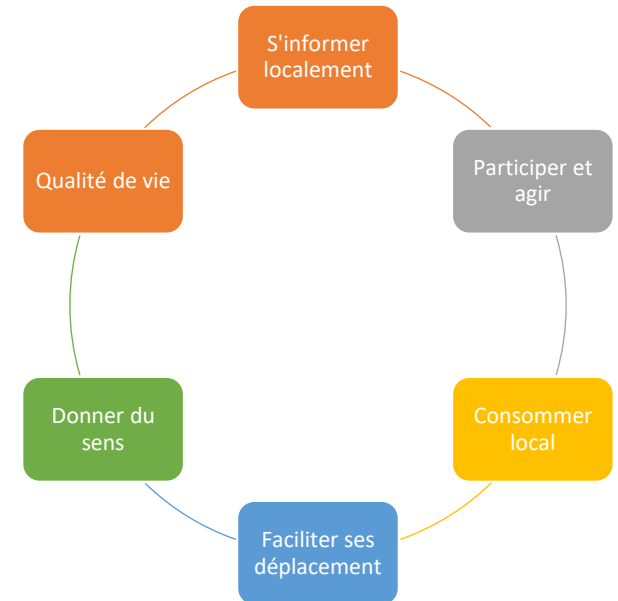 S'informer
localement
Participer et
agir
Consommer
local
Faciliter ses
déplacement
Donner du
sens
Qualité de vie